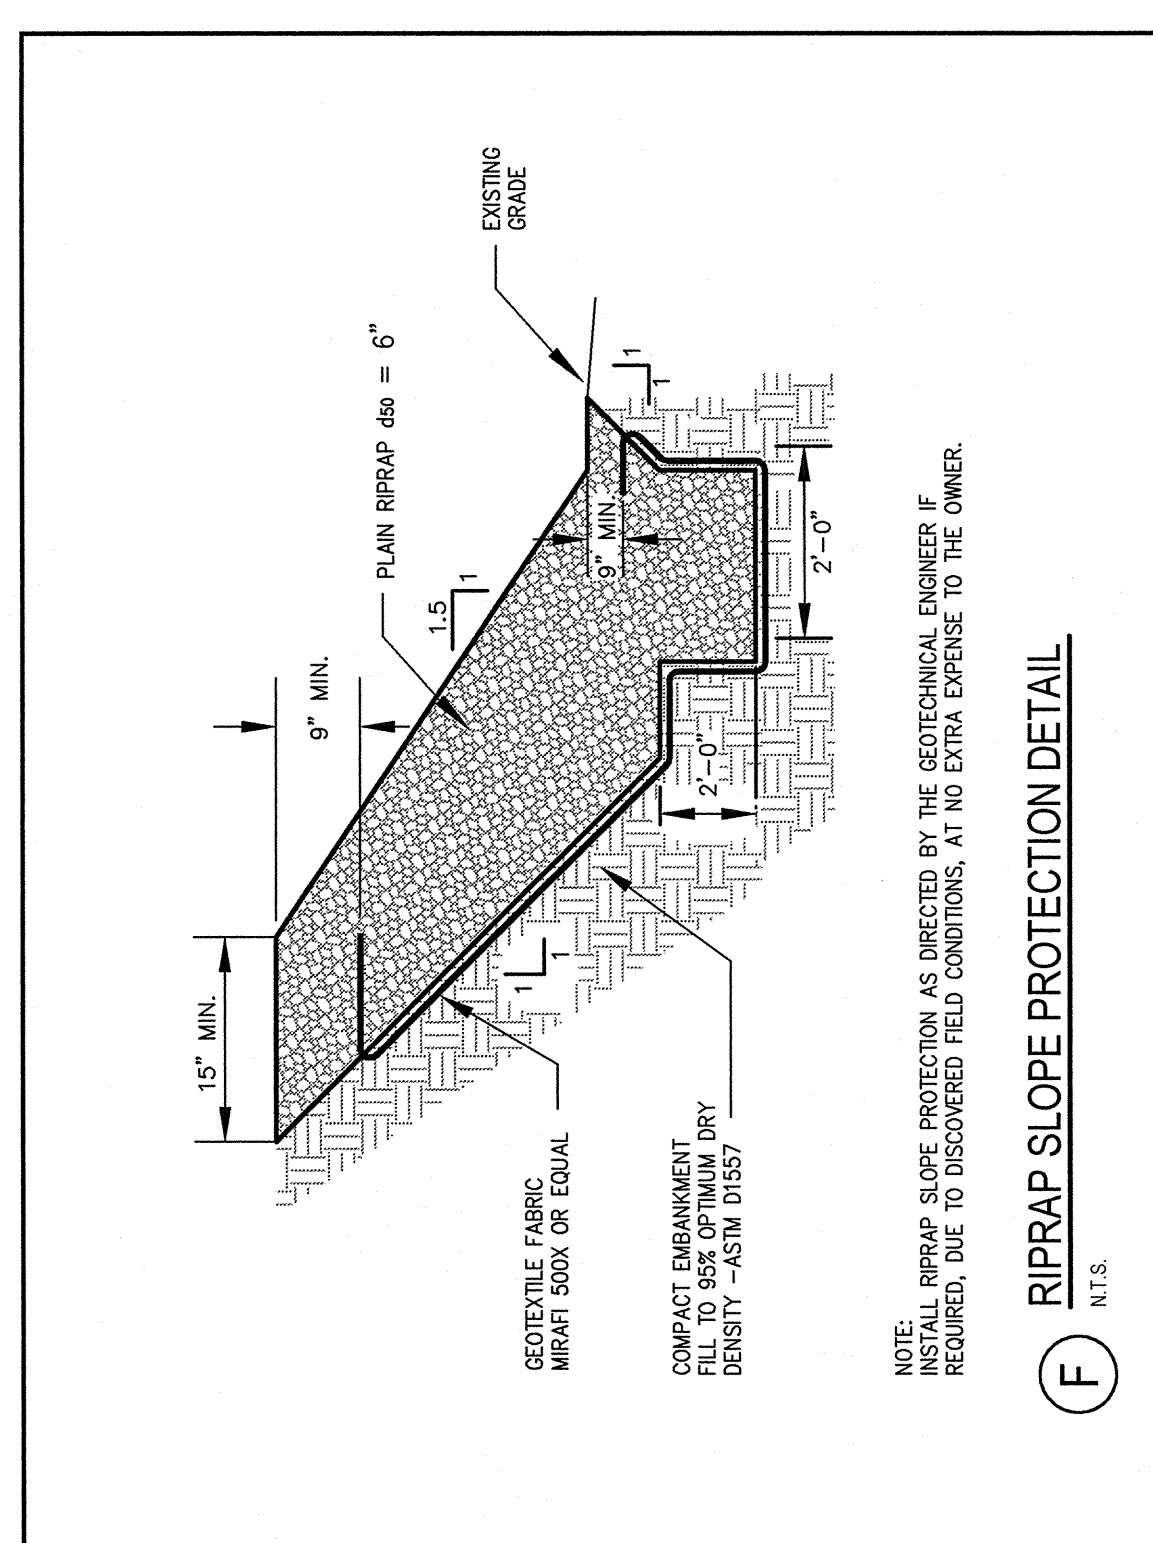 15" MIN.
9" MIN.
PLAIN RIPRAP d50 = 6"
EXISTING
GRADE
1.5
1
9" MIN.
1
1
1
1
2'-0"
2'-0"
GEOTEXTILE FABRIC
MIRAFI 500X OR EQUAL
COMPACT EMBANKMENT
FILL TO 95% OPTIMUM DRY
DENSITY -ASTM D1557
NOTE:
INSTALL RIPRAP SLOPE PROTECTION AS DIRECTED BY THE GEOTECHNICAL ENGINEER IF
REQUIRED, DUE TO DISCOVERED FIELD CONDITIONS, AT NO EXTRA EXPENSE TO THE OWNER.
F
RIPRAP SLOPE PROTECTION DETAIL
N.T.S.